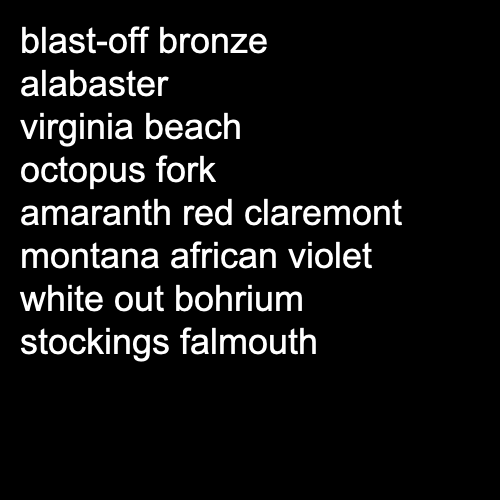 blast-off bronze
alabaster
virginia beach
octopus fork
amaranth red claremont
montana african violet
white out bohrium
stockings falmouth